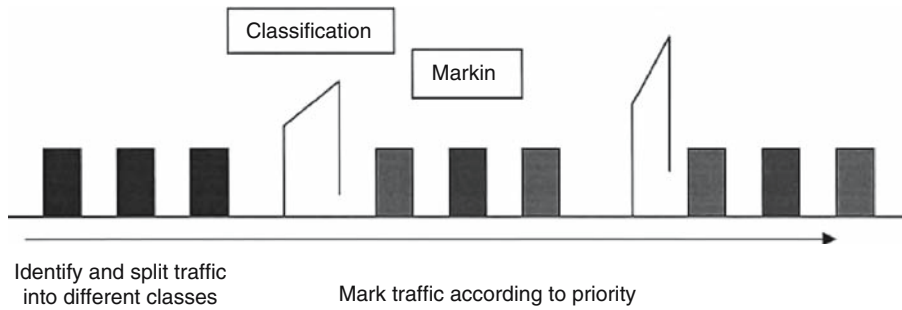 Classification
Markin
Identify and split traffic
into different classes
Mark traffic according to priority